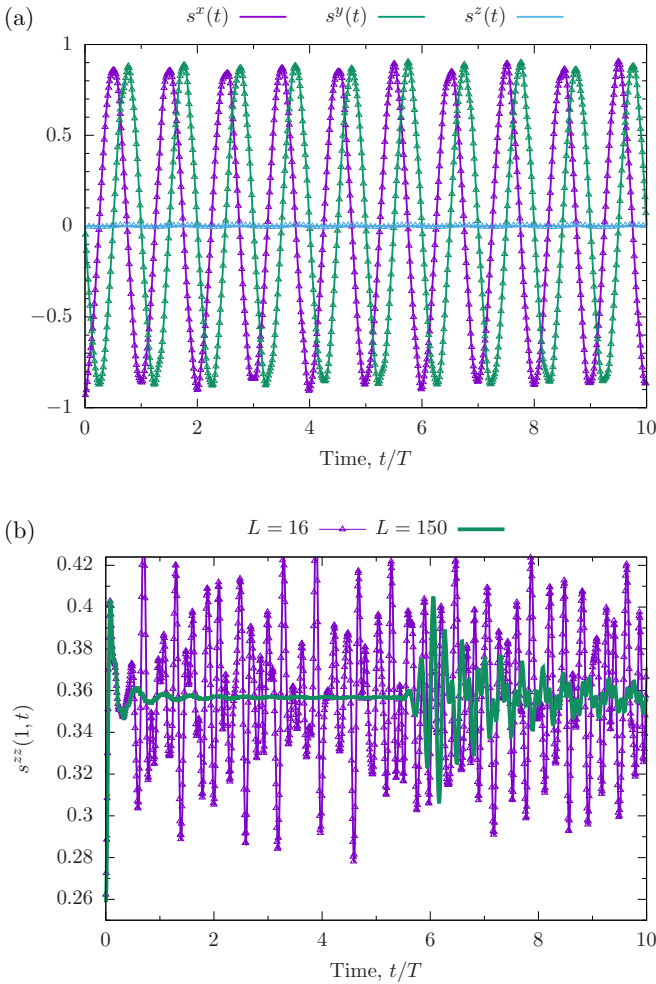 (a)
s^x(t) s^y(t) s^z(t)
1
0.5
0
−0.5
−1
0 2 4 6 8 10
Time, t/T
(b)
L = 16 L = 150
0.42
0.4
0.38
0.36
0.34
0.32
0.3
0.28
0.26
s^{zz}(1, t)
0 2 4 6 8 10
Time, t/T